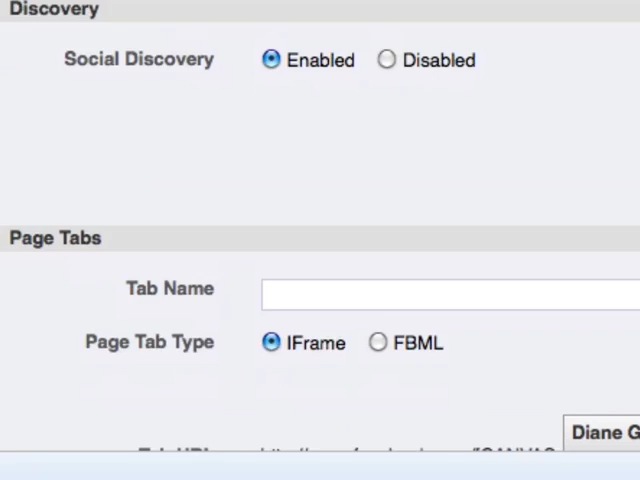 Discovery
Social Discovery Enabled Disabled
Page Tabs
Tab Name
Page Tab Type IFrame FBML
Diane G